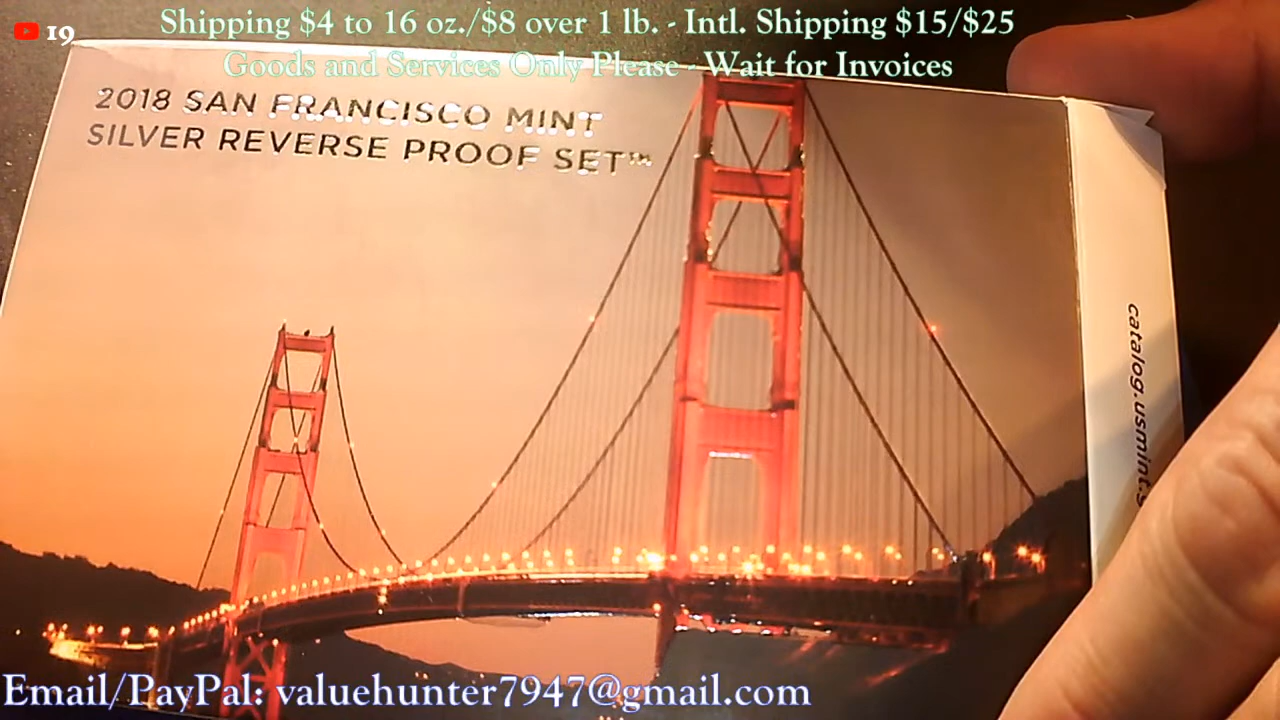 19
Shipping $4 to 16 oz./$8 over 1 lb. - Intl. Shipping $15/$25
Goods and Services Only Please - Wait for Invoices
2018 SAN FRANCISCO MINT
SILVER REVERSE PROOF SET™
catalog.usmint.g
Email/PayPal: valuehunter7947@gmail.com